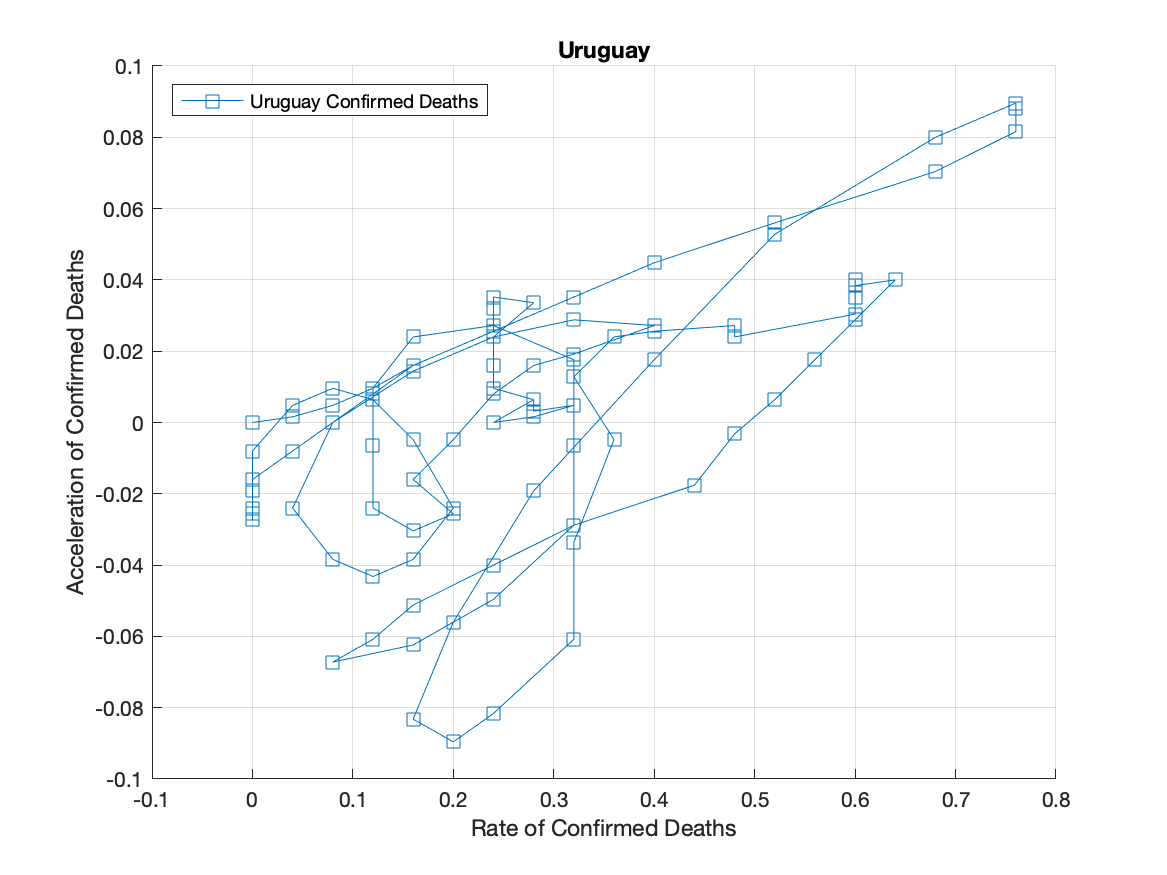 Uruguay
Uruguay Confirmed Deaths
0.1
0.08
0.06
0.04
0.02
0
-0.02
-0.04
-0.06
-0.08
-0.1
Acceleration of Confirmed Deaths
-0.1 0 0.1 0.2 0.3 0.4 0.5 0.6 0.7 0.8
Rate of Confirmed Deaths